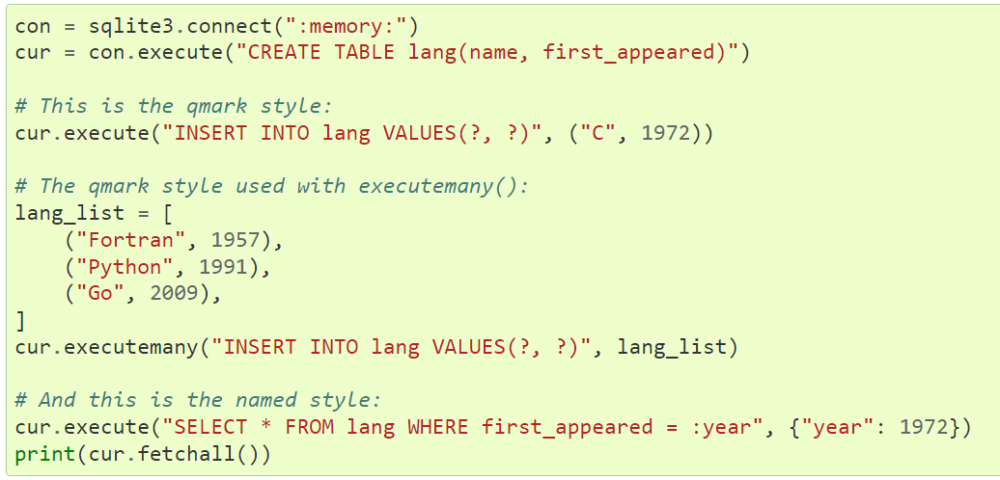 con = sqlite3.connect(":memory:")
cur = con.execute("CREATE TABLE lang(name, first_appeared)")

# This is the qmark style:
cur.execute("INSERT INTO lang VALUES(?, ?)", ("C", 1972))

# The qmark style used with executemany():
lang_list = [
    ("Fortran", 1957),
    ("Python", 1991),
    ("Go", 2009),
]
cur.executemany("INSERT INTO lang VALUES(?, ?)", lang_list)

# And this is the named style:
cur.execute("SELECT * FROM lang WHERE first_appeared = :year", {"year": 1972})
print(cur.fetchall())